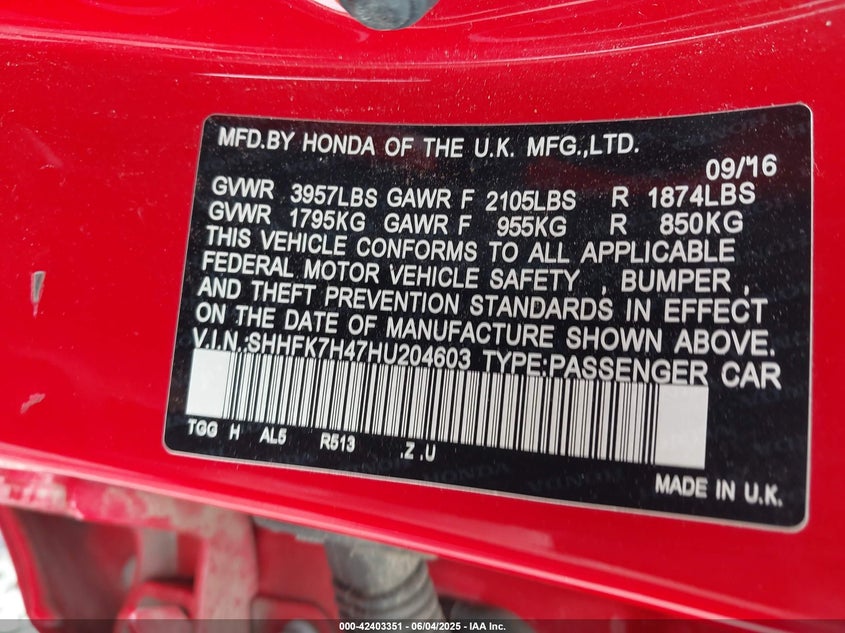 MFD.BY HONDA OF THE U.K. MFG.,LTD.
09/16
GVWR 3957LBS GAWR F 2105LBS R 1874LBS
GVWR 1795KG GAWR F 955KG R 850KG
THIS VEHICLE CONFORMS TO ALL APPLICABLE
FEDERAL MOTOR VEHICLE SAFETY , BUMPER ,
AND THEFT PREVENTION STANDARDS IN EFFECT
ON THE DATE OF MANUFACTURE SHOWN ABOVE.
V.I.N.:SHHFK7H47HU204603 TYPE:PASSENGER CAR
TGG H AL5 R513 .Z .U
MADE IN U.K.
000-42403351 | 06/04/2025 - IAA Inc.